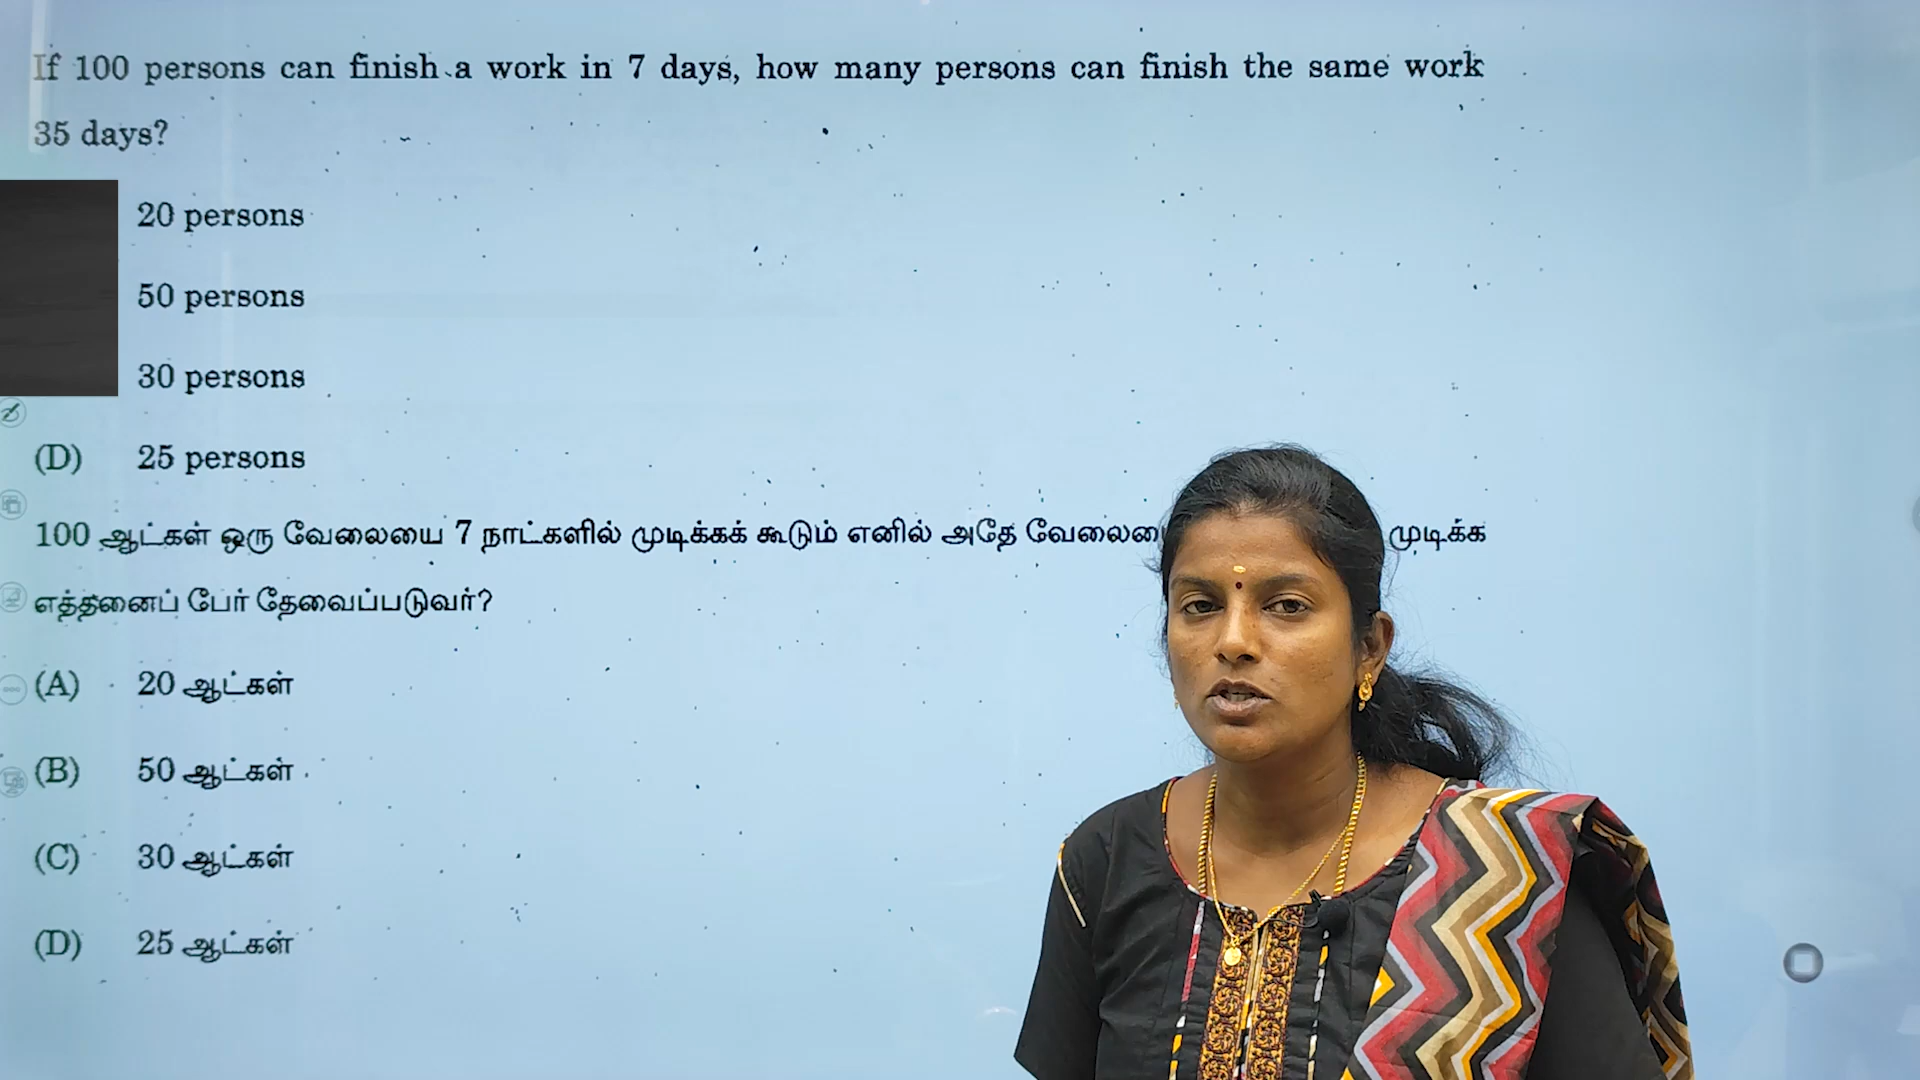 If 100 persons can finish a work in 7 days, how many persons can finish the same work
35 days?
20 persons
50 persons
30 persons
(D) 25 persons
100 ஆட்கள் ஒரு வேலையை 7 நாட்களில் முடிக்கக் கூடும் எனில் அதே முடிக்க
எத்தனைப் பேர் தேவைப்படுவர்?
(A) 20 ஆட்கள்
(B) 50 ஆட்கள்
(C) 30 ஆட்கள்
(D) 25 ஆட்கள்